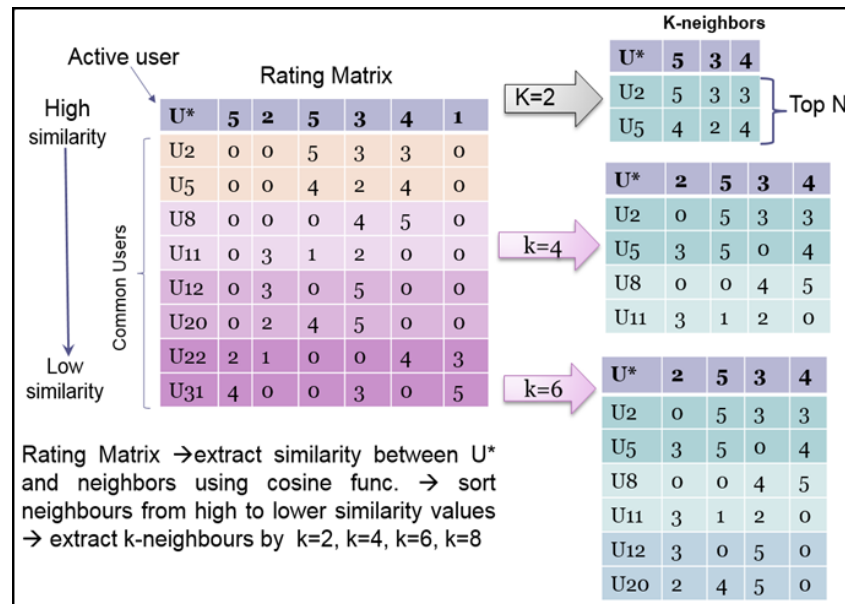 Active user
Rating Matrix
High
similarity
Low
similarity
Common Users
U* 5 2 5 3 4 1
U2 0 0 5 3 3 0
U5 0 0 4 2 4 0
U8 0 0 0 4 5 0
U11 0 3 1 2 0 0
U12 0 3 0 5 0 0
U20 0 2 4 5 0 0
U22 2 1 0 0 4 3
U31 4 0 0 3 0 5
Rating Matrix →extract similarity between U*
and neighbors using cosine func. → sort
neighbours from high to lower similarity values
→ extract k-neighbours by k=2, k=4, k=6, k=8
K=2
k=4
k=6
K-neighbors
U* 5 3 4
U2 5 3 3
U5 4 2 4
Top N
U* 2 5 3 4
U2 0 5 3 3
U5 3 5 0 4
U8 0 0 4 5
U11 3 1 2 0
U* 2 5 3 4
U2 0 5 3 3
U5 3 5 0 4
U8 0 0 4 5
U11 3 1 2 0
U12 3 0 5 0
U20 2 4 5 0